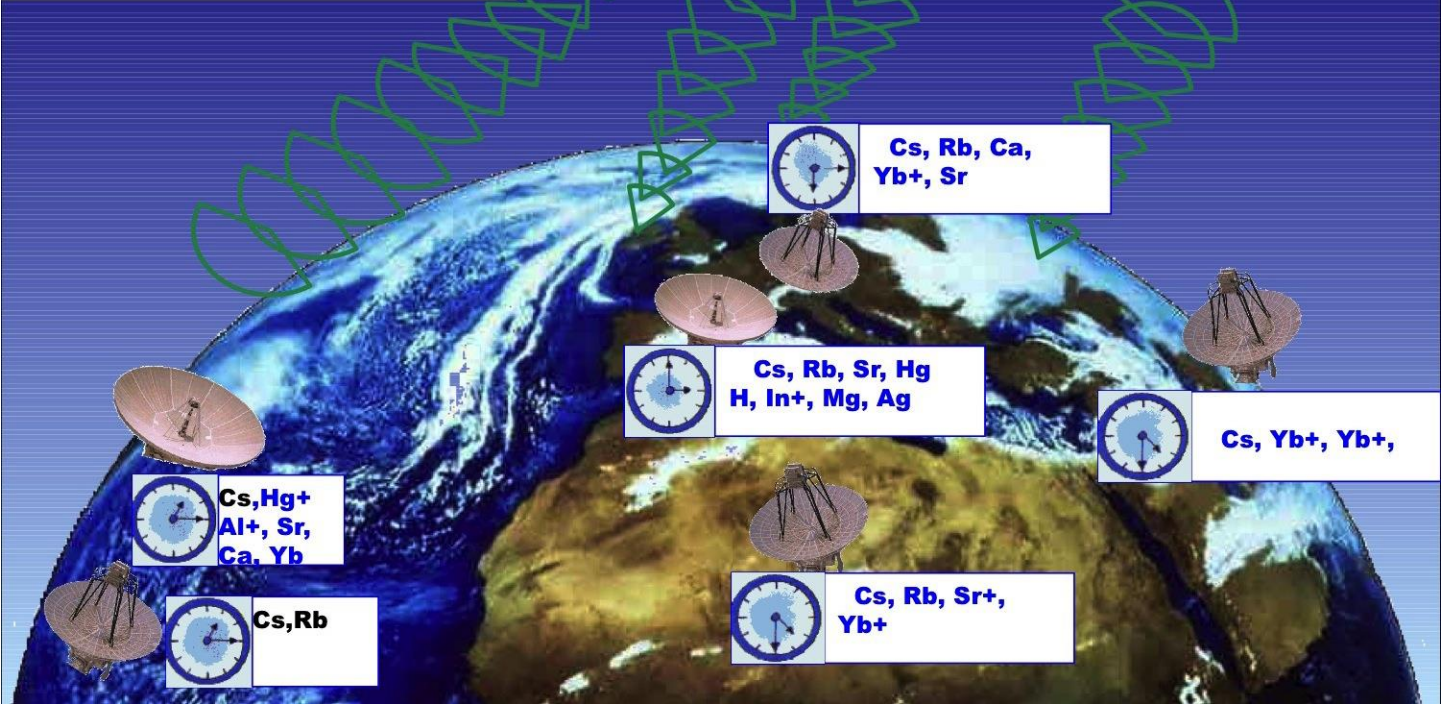 Cs, Rb, Ca,
Yb+, Sr
Cs, Rb, Sr, Hg
H, In+, Mg, Ag
Cs, Yb+, Yb+,
Cs,Hg+
Al+, Sr,
Ca, Yb
Cs, Rb, Sr+,
Yb+
Cs,Rb